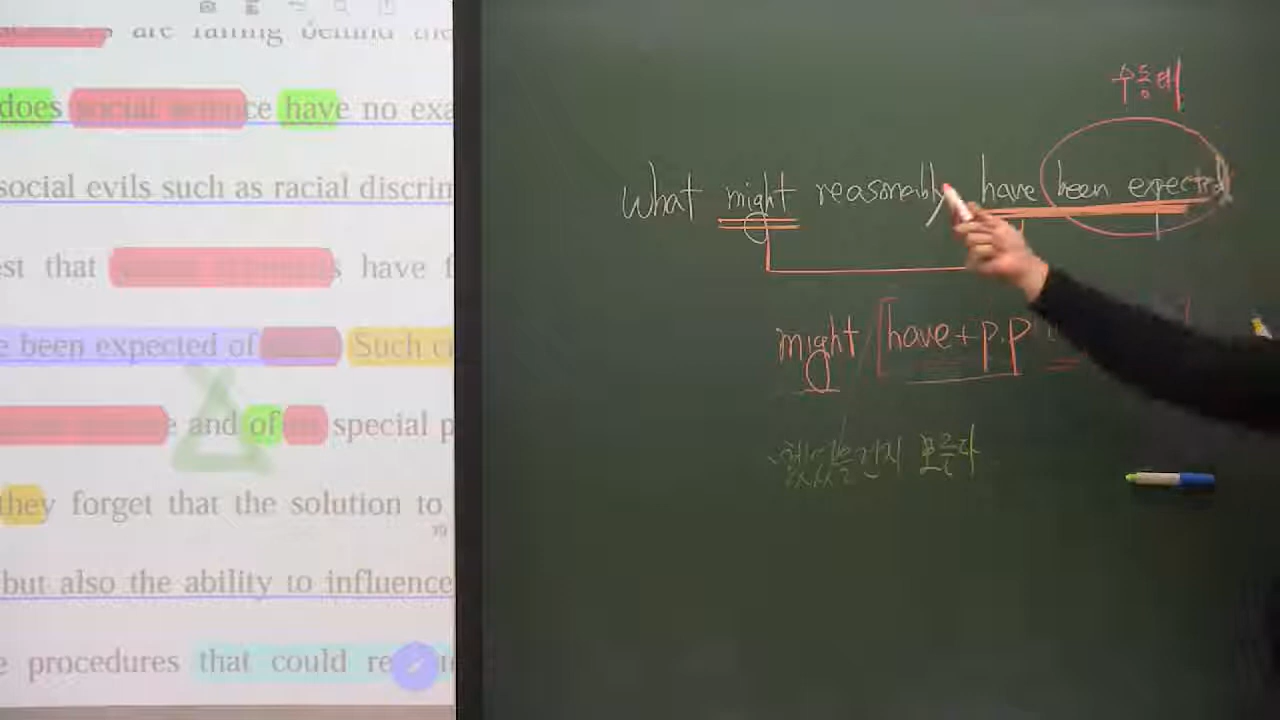 are falling behind the
does social science have no exa
social evils such as racial discrim
est that have f
e been expected of Such c
and of special p
they forget that the solution to
but also the ability to influence
e procedures that could re
수동태
what might reasonably have been expected
might / [have + p.p
했었을런지 모른다